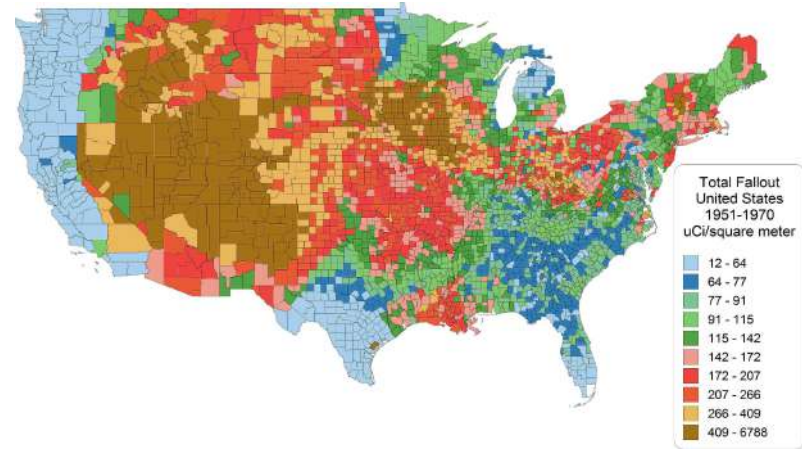 Total Fallout
United States
1951-1970
uCi/square meter
12 - 64
64 - 77
77 - 91
91 - 115
115 - 142
142 - 172
172 - 207
207 - 266
266 - 409
409 - 6788